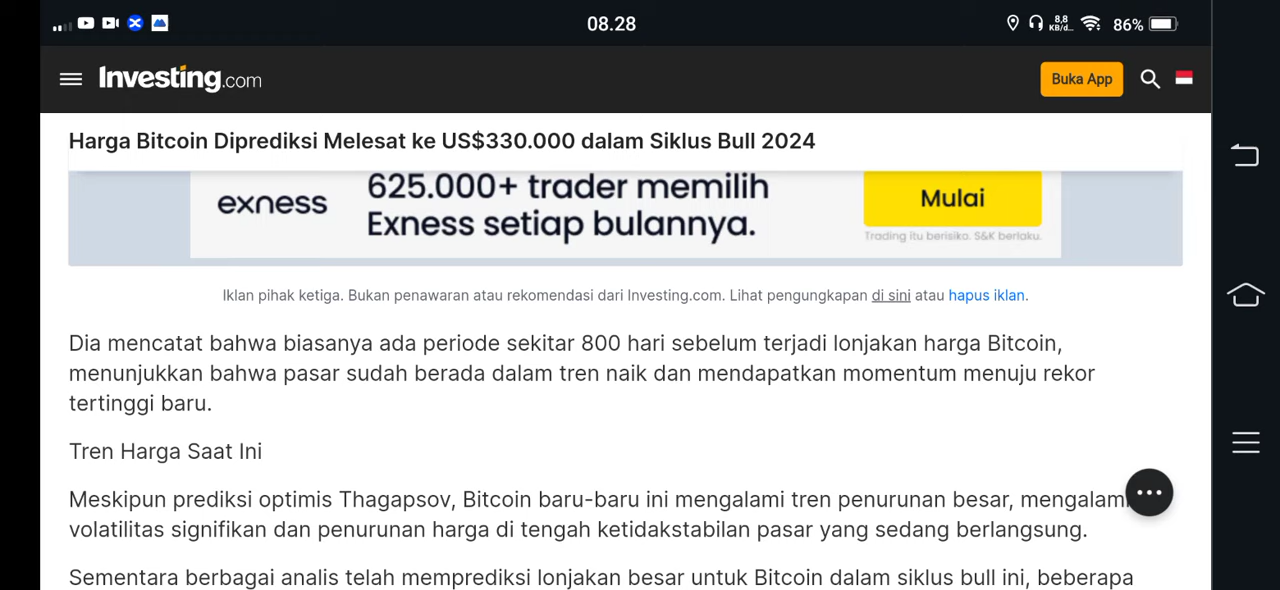 08.28
8,8
KB/d...
86%
Investing.com
Buka App
Harga Bitcoin Diprediksi Melesat ke US$330.000 dalam Siklus Bull 2024
exness
625.000+ trader memilih
Exness setiap bulannya.
Mulai
Trading itu berisiko. S&K berlaku.
Iklan pihak ketiga. Bukan penawaran atau rekomendasi dari Investing.com. Lihat pengungkapan di sini atau hapus iklan.
Dia mencatat bahwa biasanya ada periode sekitar 800 hari sebelum terjadi lonjakan harga Bitcoin,
menunjukkan bahwa pasar sudah berada dalam tren naik dan mendapatkan momentum menuju rekor
tertinggi baru.
Tren Harga Saat Ini
Meskipun prediksi optimis Thagapsov, Bitcoin baru-baru ini mengalami tren penurunan besar, mengalami
volatilitas signifikan dan penurunan harga di tengah ketidakstabilan pasar yang sedang berlangsung.
Sementara berbagai analis telah memprediksi lonjakan besar untuk Bitcoin dalam siklus bull ini, beberapa